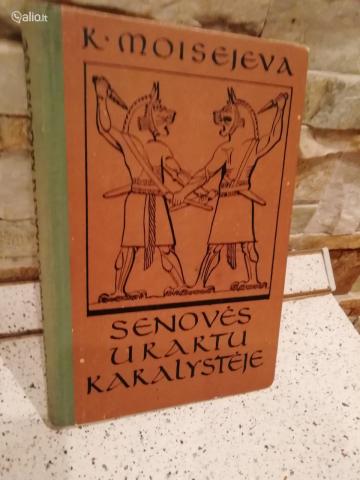 alio.lt
K. MOISEJEVA
SENOVĖS
URARTU
KARALYSTĖJE